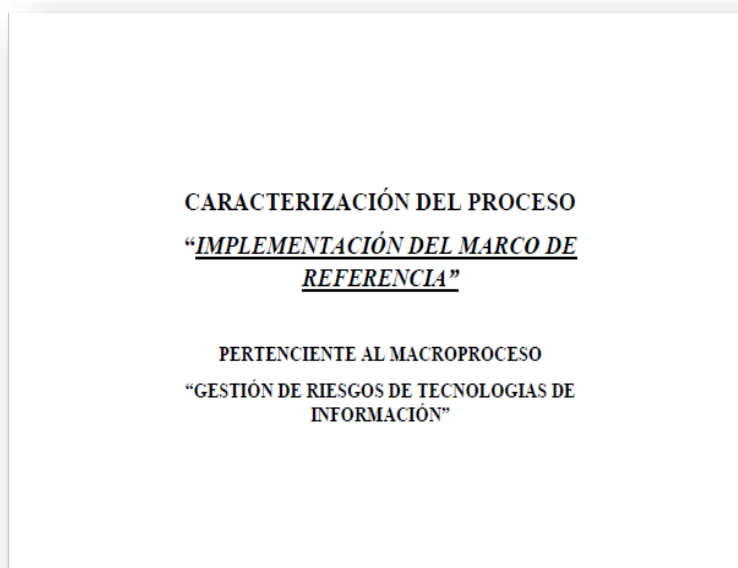 CARACTERIZACIÓN DEL PROCESO
“IMPLEMENTACIÓN DEL MARCO DE
REFERENCIA”
PERTENCIENTE AL MACROPROCESO
“GESTIÓN DE RIESGOS DE TECNOLOGIAS DE
INFORMACIÓN”